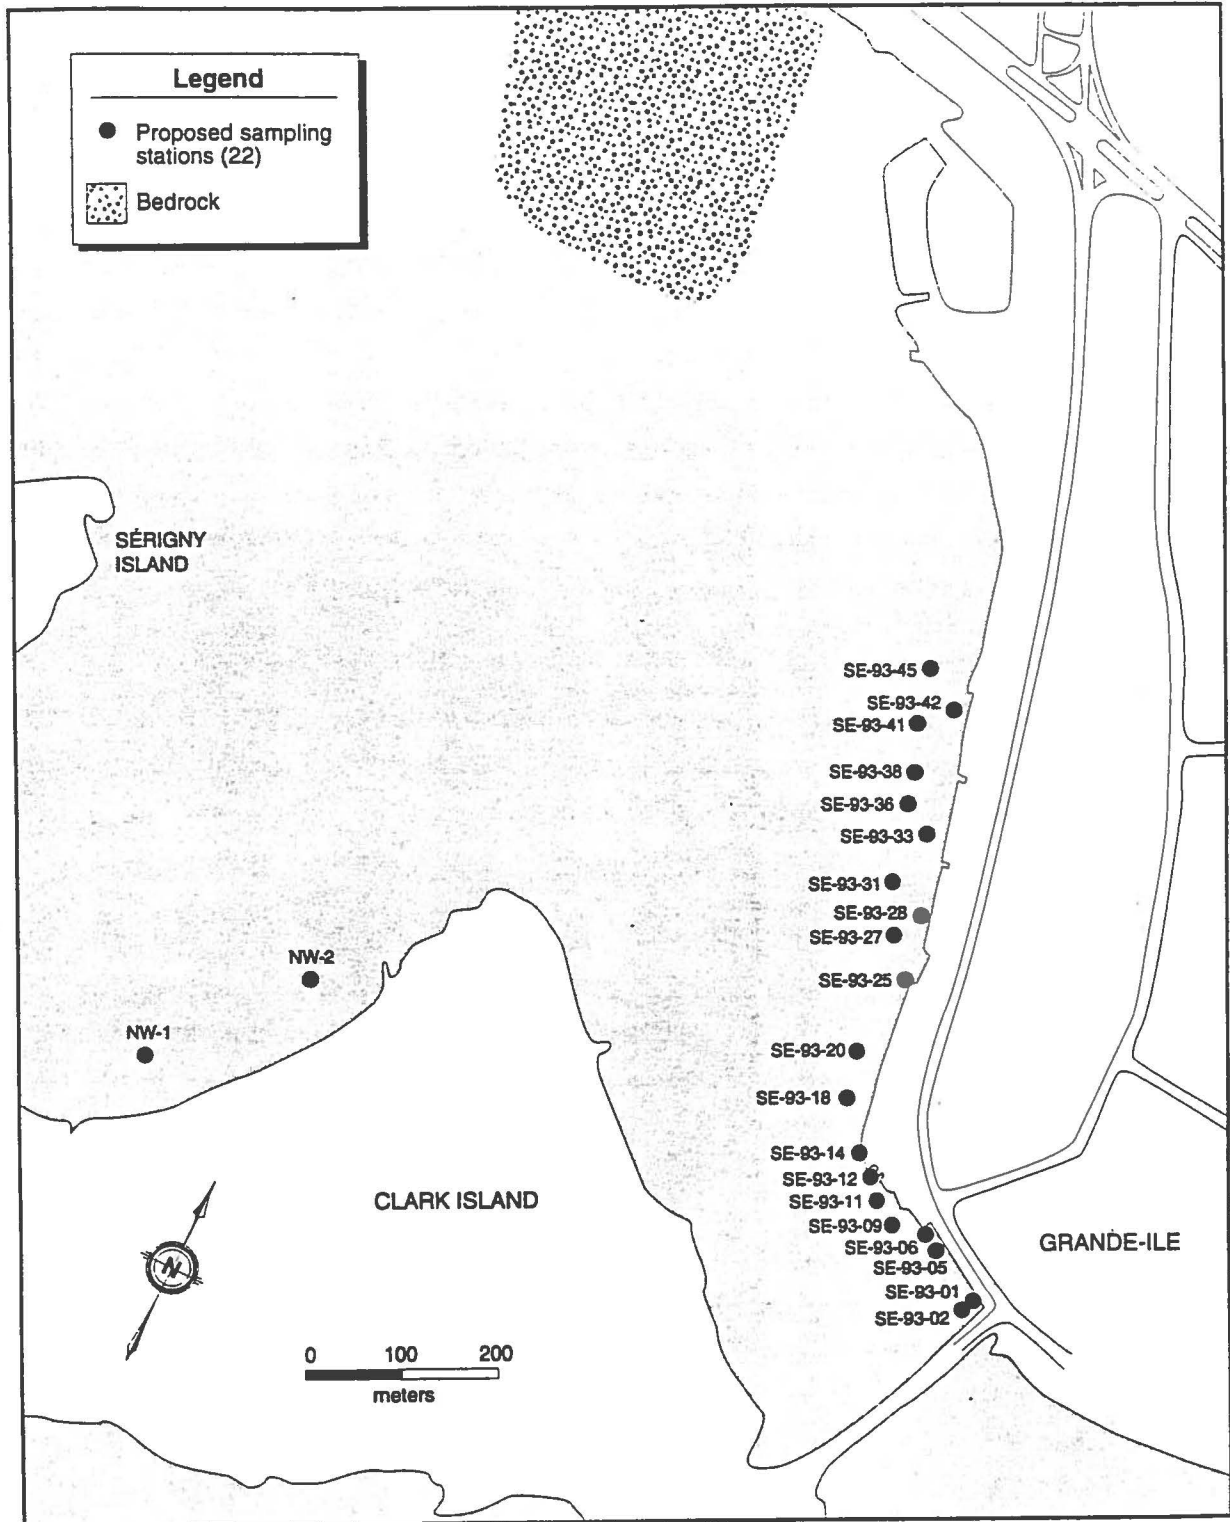 Legend
Proposed sampling
stations (22)
Bedrock
SÉRIGNY
ISLAND
SE-93-45
SE-93-42
SE-93-41
SE-93-38
SE-93-36
SE-93-33
SE-93-31
SE-93-28
SE-93-27
SE-93-25
NW-2
NW-1
SE-93-20
SE-93-18
SE-93-14
SE-93-12
SE-93-11
SE-93-09
SE-93-06
SE-93-05
SE-93-01
SE-93-02
CLARK ISLAND
GRANDE-ILE
N
0 100 200
meters